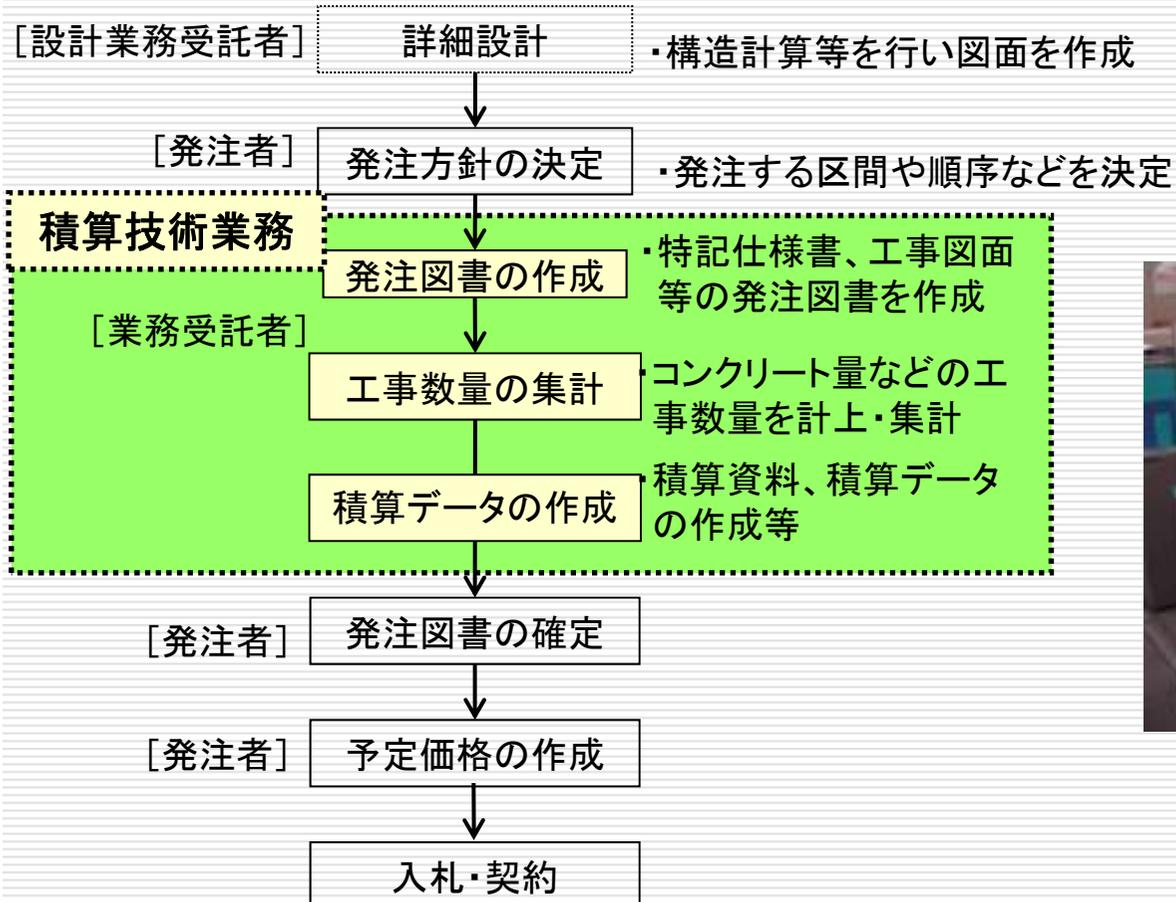 [設計業務受託者] 詳細設計 ・構造計算等を行い図面を作成
[発注者] 発注方針の決定 ・発注する区間や順序などを決定
積算技術業務
発注図書の作成 ・特記仕様書、工事図面
等の発注図書を作成
[業務受託者]
工事数量の集計 ・コンクリート量などの工
事数量を計上・集計
積算データの作成 ・積算資料、積算データ
の作成等
[発注者] 発注図書の確定
[発注者] 予定価格の作成
入札・契約